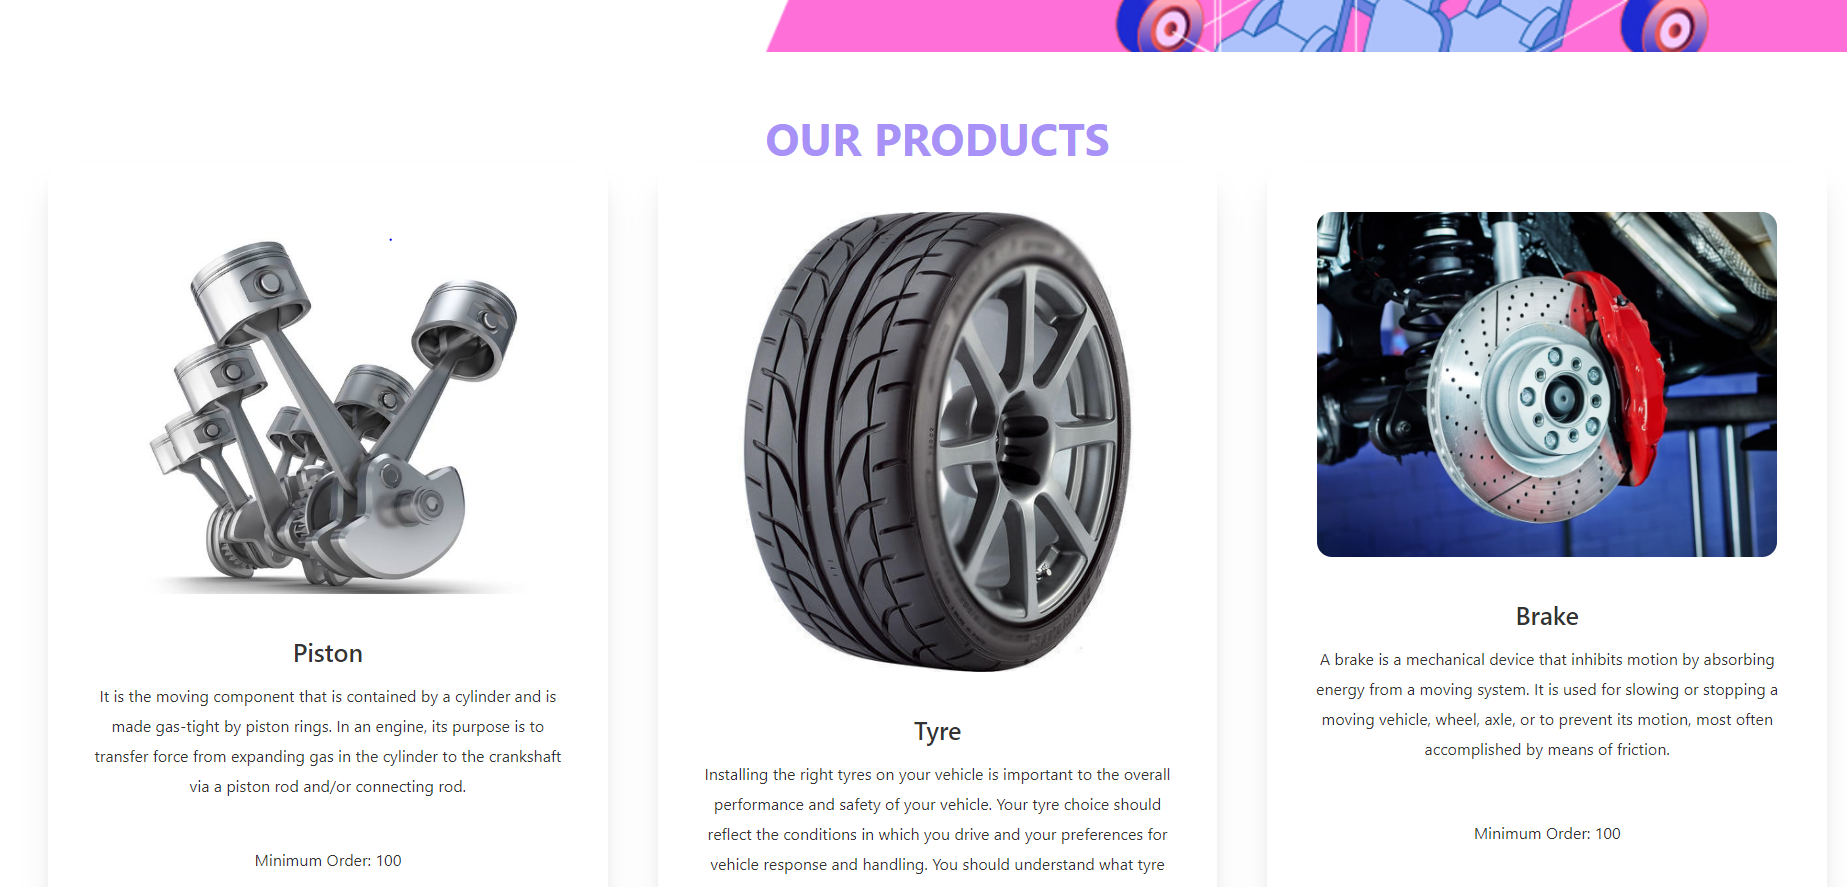 OUR PRODUCTS
Piston
It is the moving component that is contained by a cylinder and is
made gas-tight by piston rings. In an engine, its purpose is to
transfer force from expanding gas in the cylinder to the crankshaft
via a piston rod and/or connecting rod.
Minimum Order: 100
Tyre
Installing the right tyres on your vehicle is important to the overall
performance and safety of your vehicle. Your tyre choice should
reflect the conditions in which you drive and your preferences for
vehicle response and handling. You should understand what tyre
Brake
A brake is a mechanical device that inhibits motion by absorbing
energy from a moving system. It is used for slowing or stopping a
moving vehicle, wheel, axle, or to prevent its motion, most often
accomplished by means of friction.
Minimum Order: 100